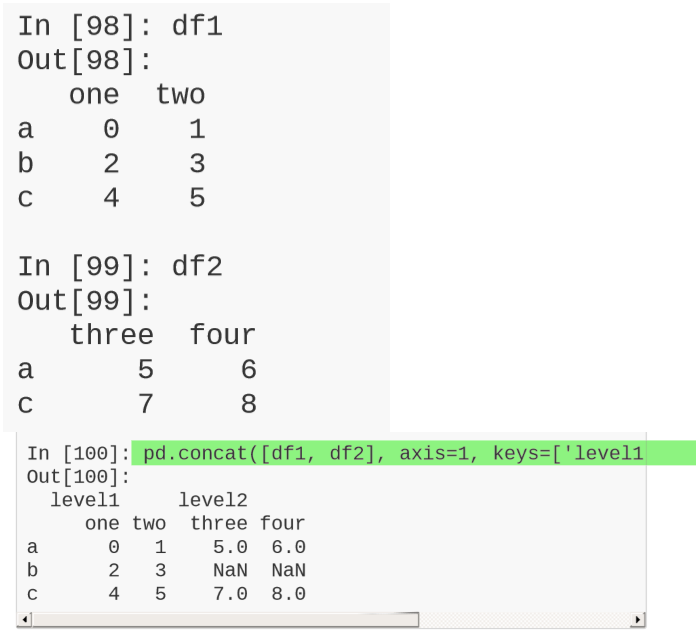 In [98]: df1
Out[98]:
   one  two
a    0    1
b    2    3
c    4    5
In [99]: df2
Out[99]:
   three  four
a      5     6
c      7     8
In [100]: pd.concat([df1, df2], axis=1, keys=['level1
Out[100]:
  level1     level2
     one two  three four
a      0   1    5.0  6.0
b      2   3    NaN  NaN
c      4   5    7.0  8.0